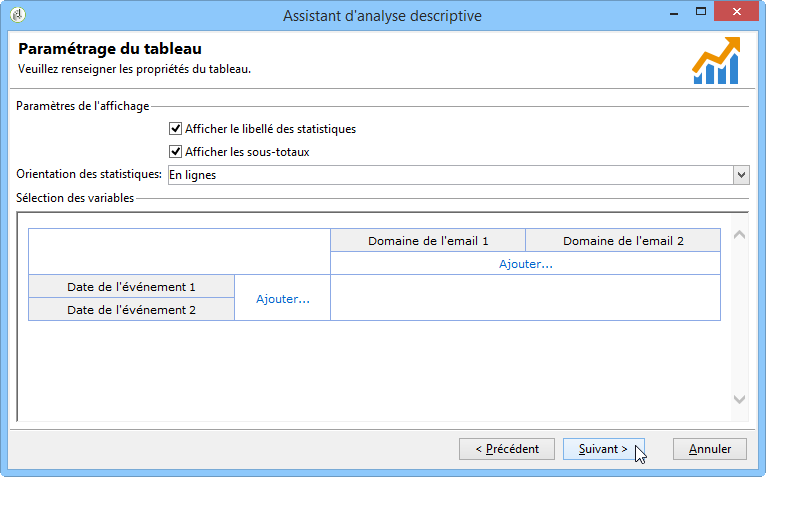 Assistant d'analyse descriptive
Paramétrage du tableau
Veuillez renseigner les propriétés du tableau.
Paramètres de l'affichage
Afficher le libellé des statistiques
Afficher les sous-totaux
Orientation des statistiques: En lignes
Sélection des variables
Domaine de l'email 1 Domaine de l'email 2
Ajouter...
Date de l'événement 1
Ajouter...
Date de l'événement 2
< Précédent Suivant > Annuler